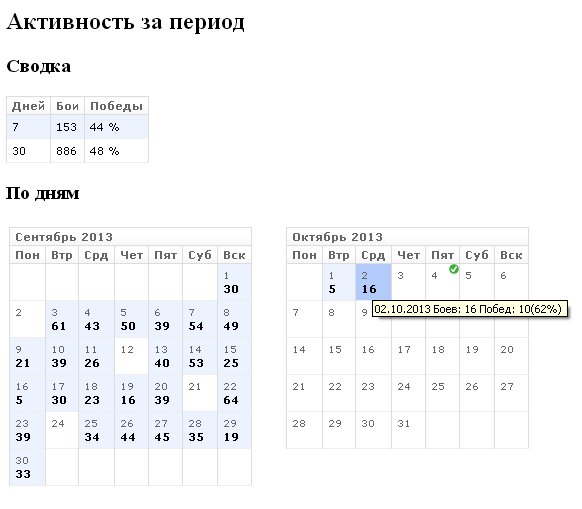 Активность за период
Сводка
Дней Бои Победы
7 153 44 %
30 886 48 %
По дням
Сентябрь 2013
Пон Втр Срд Чет Пят Суб Вск
1
30
2 3 4 5 6 7 8
61 43 50 39 54 49
9 10 11 12 13 14 15
21 39 26 40 53 25
16 17 18 19 20 21 22
5 30 23 16 39 64
23 24 25 26 27 28 29
39 34 44 45 35 19
30
33
Октябрь 2013
Пон Втр Срд Чет Пят Суб Вск
1 2 3 4 5 6
5 16
02.10.2013 Боев: 16 Побед: 10(62%)
7 8 9
14 15 16 17 18 19 20
21 22 23 24 25 26 27
28 29 30 31